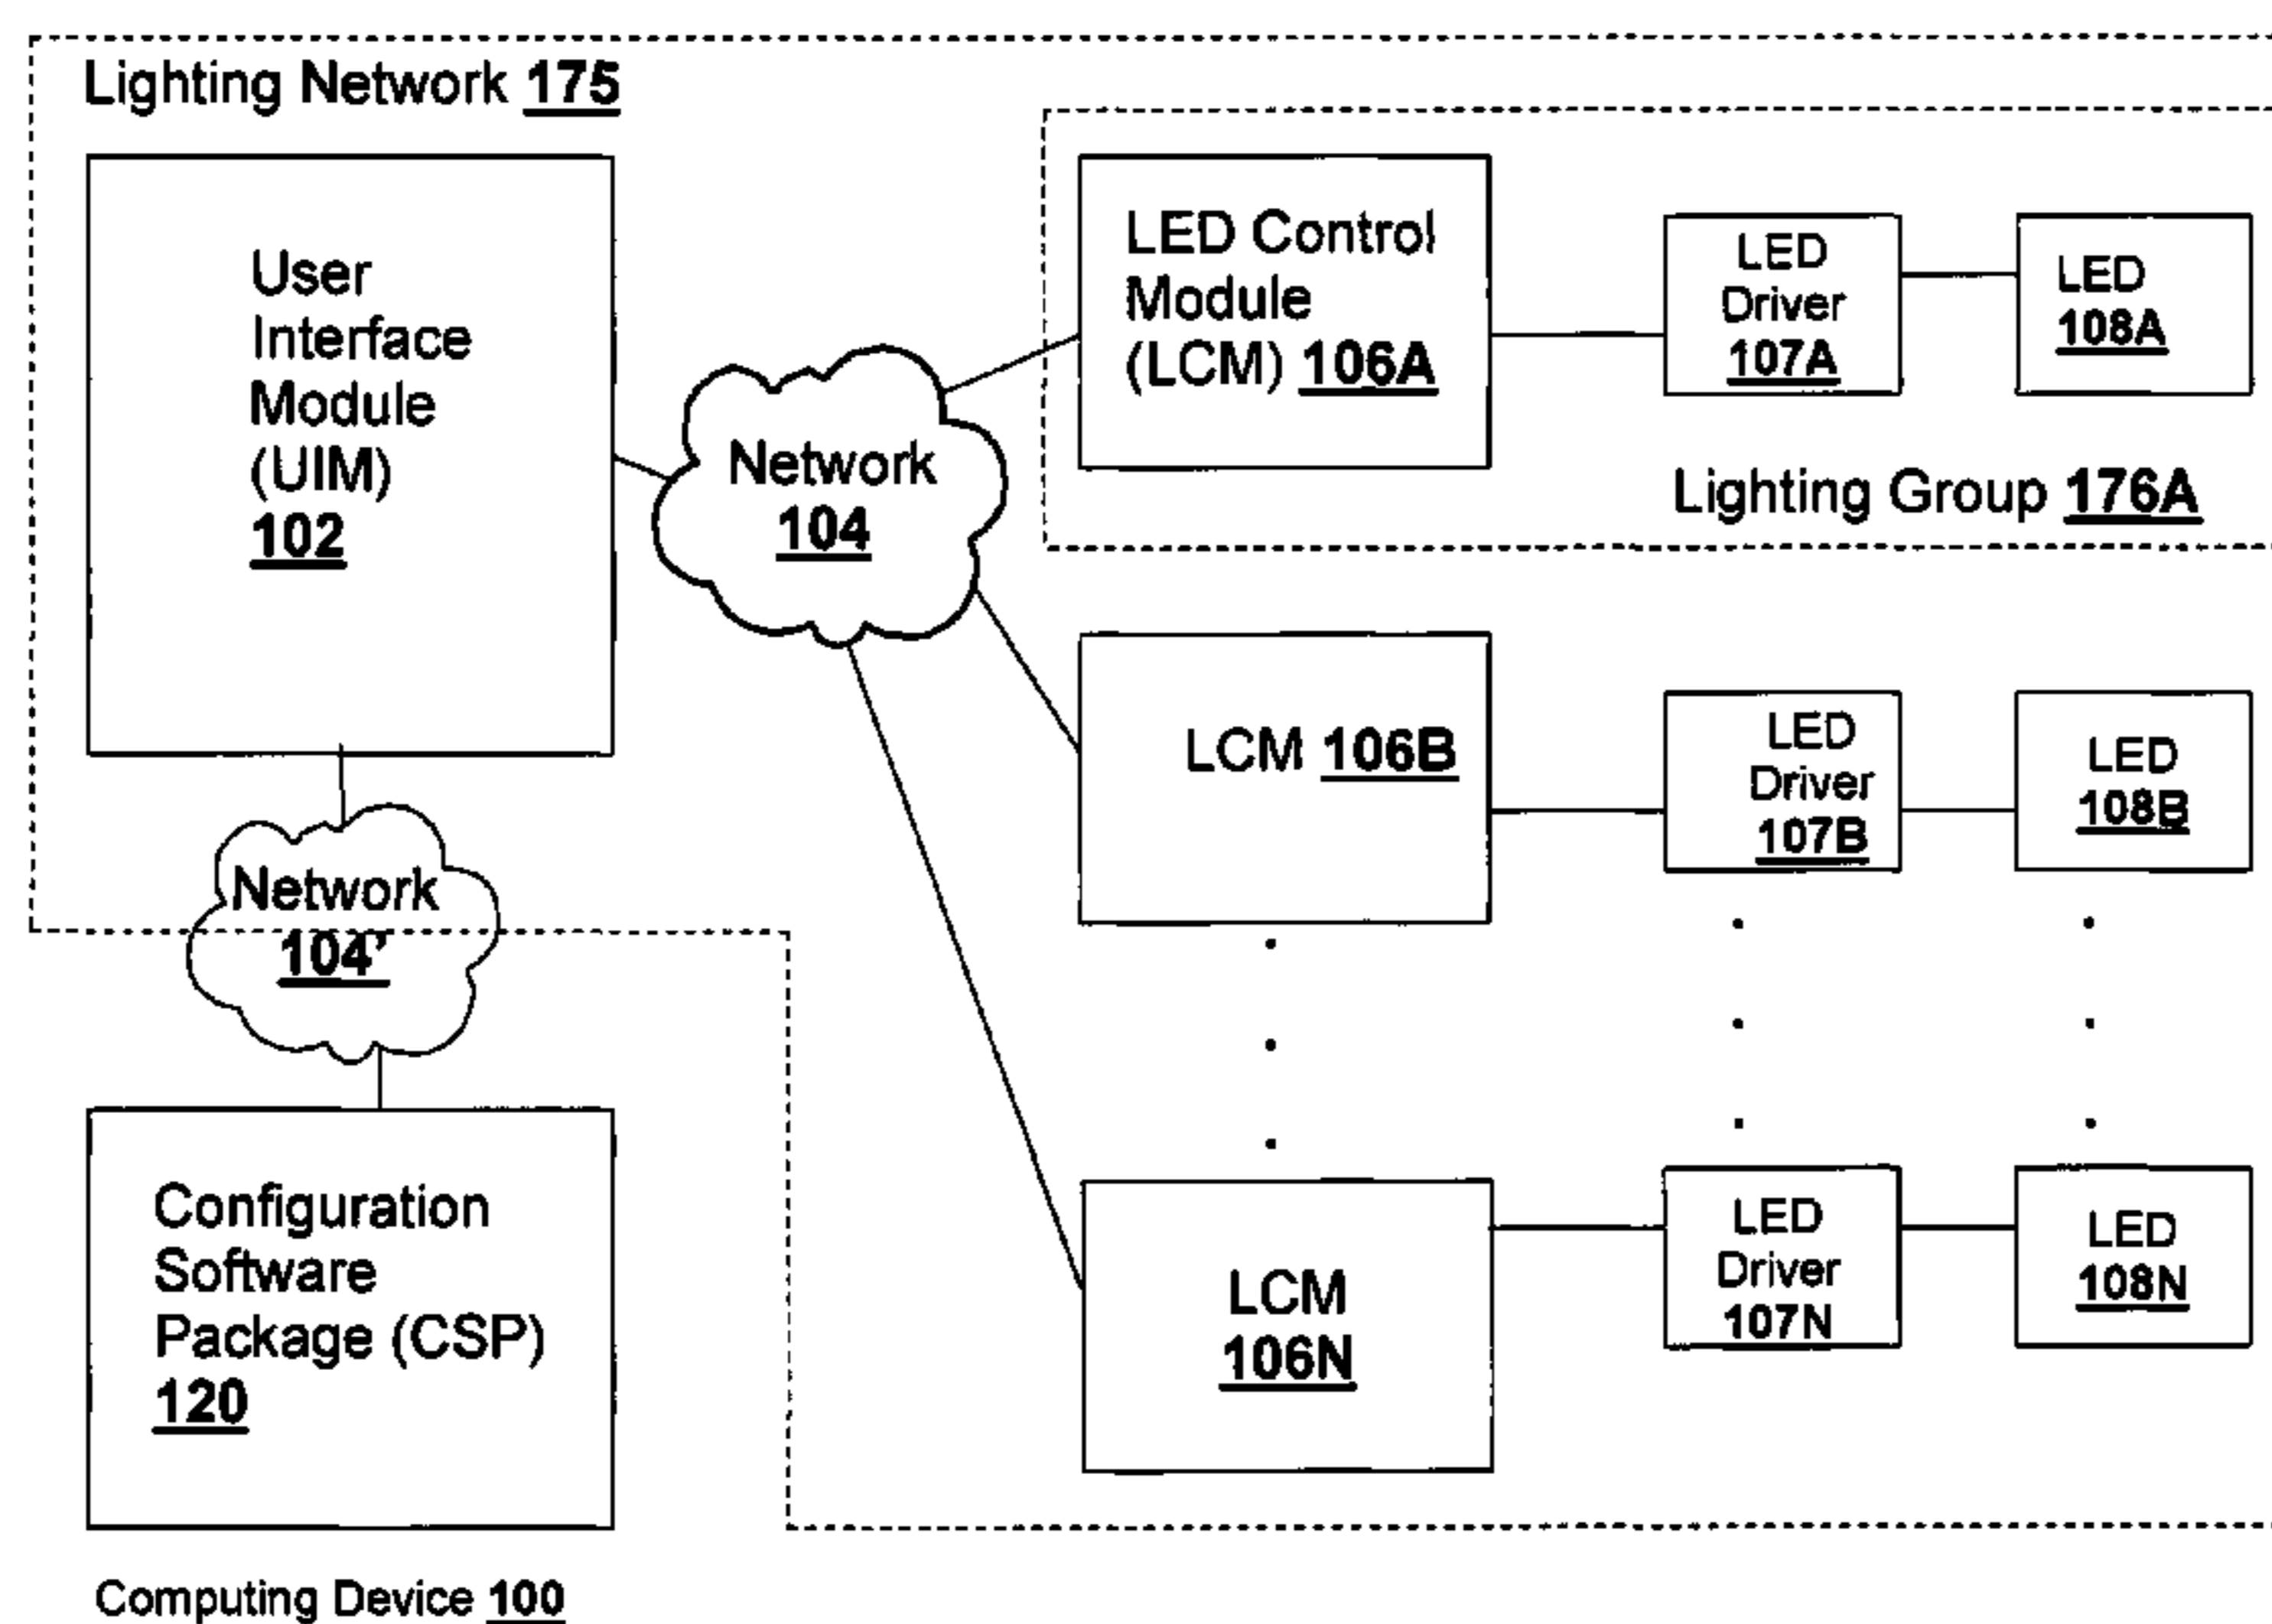 Lighting Network 175
User
Interface
Module
(UIM)
102
Network
104
LED Control
Module
(LCM) 106A
LED
Driver
107A
LED
108A
Lighting Group 176A
LCM 106B
LED
Driver
107B
LED
108B
Network
104’
Configuration
Software
Package (CSP)
120
LCM
106N
LED
Driver
107N
LED
108N
Computing Device 100